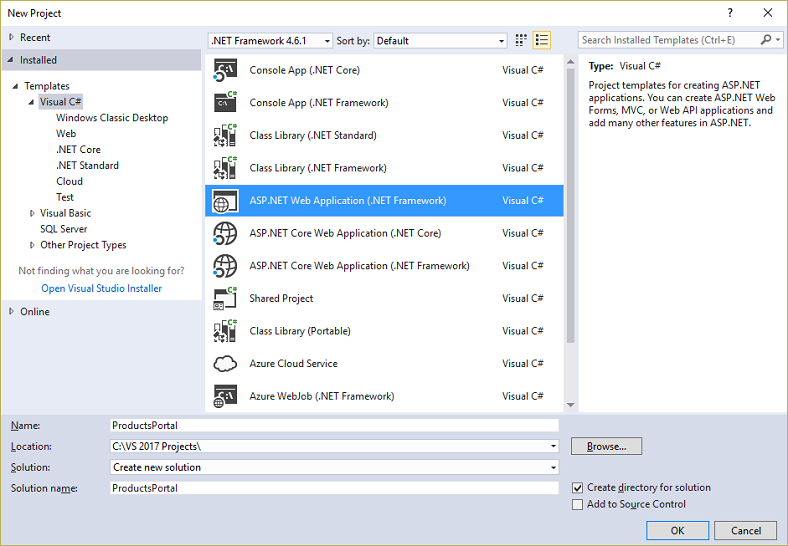 New Project
Recent
.NET Framework 4.6.1 Sort by: Default Search Installed Templates (Ctrl+E)
Installed
Templates
Visual C#
Windows Classic Desktop
Web
.NET Core
.NET Standard
Cloud
Test
Visual Basic
SQL Server
Other Project Types
Not finding what you are looking for?
Open Visual Studio Installer
Online
Console App (.NET Core) Visual C#
Console App (.NET Framework) Visual C#
Class Library (.NET Standard) Visual C#
Class Library (.NET Framework) Visual C#
ASP.NET Web Application (.NET Framework) Visual C#
ASP.NET Core Web Application (.NET Core) Visual C#
ASP.NET Core Web Application (.NET Framework) Visual C#
Shared Project Visual C#
Class Library (Portable) Visual C#
Azure Cloud Service Visual C#
Azure WebJob (.NET Framework) Visual C#
Type: Visual C#
Project templates for creating ASP.NET
applications. You can create ASP.NET Web
Forms, MVC, or Web API applications and
add many other features in ASP.NET.
Name: ProductsPortal
Location: C:\VS 2017 Projects\ Browse...
Solution: Create new solution
Solution name: ProductsPortal
Create directory for solution
Add to Source Control
OK Cancel